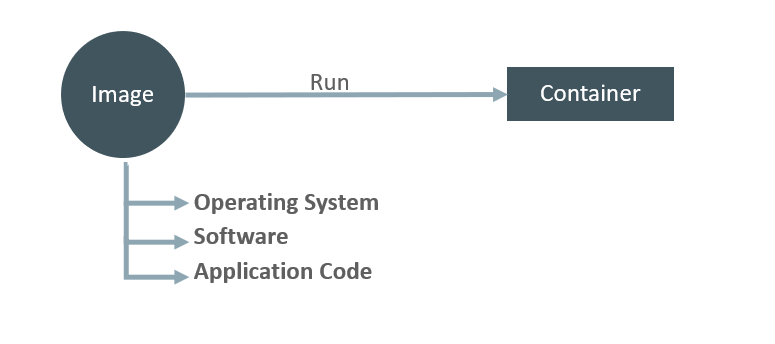 Image
Run
Container
Operating System
Software
Application Code